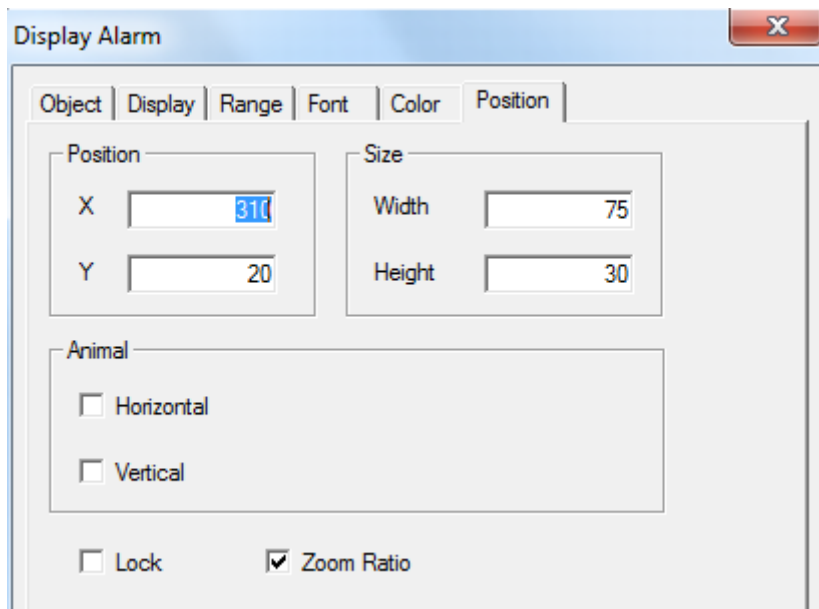 Display Alarm
Object Display Range Font Color Position
Position Size
X 310 Width 75
Y 20 Height 30
Animal
Horizontal
Vertical
Lock Zoom Ratio